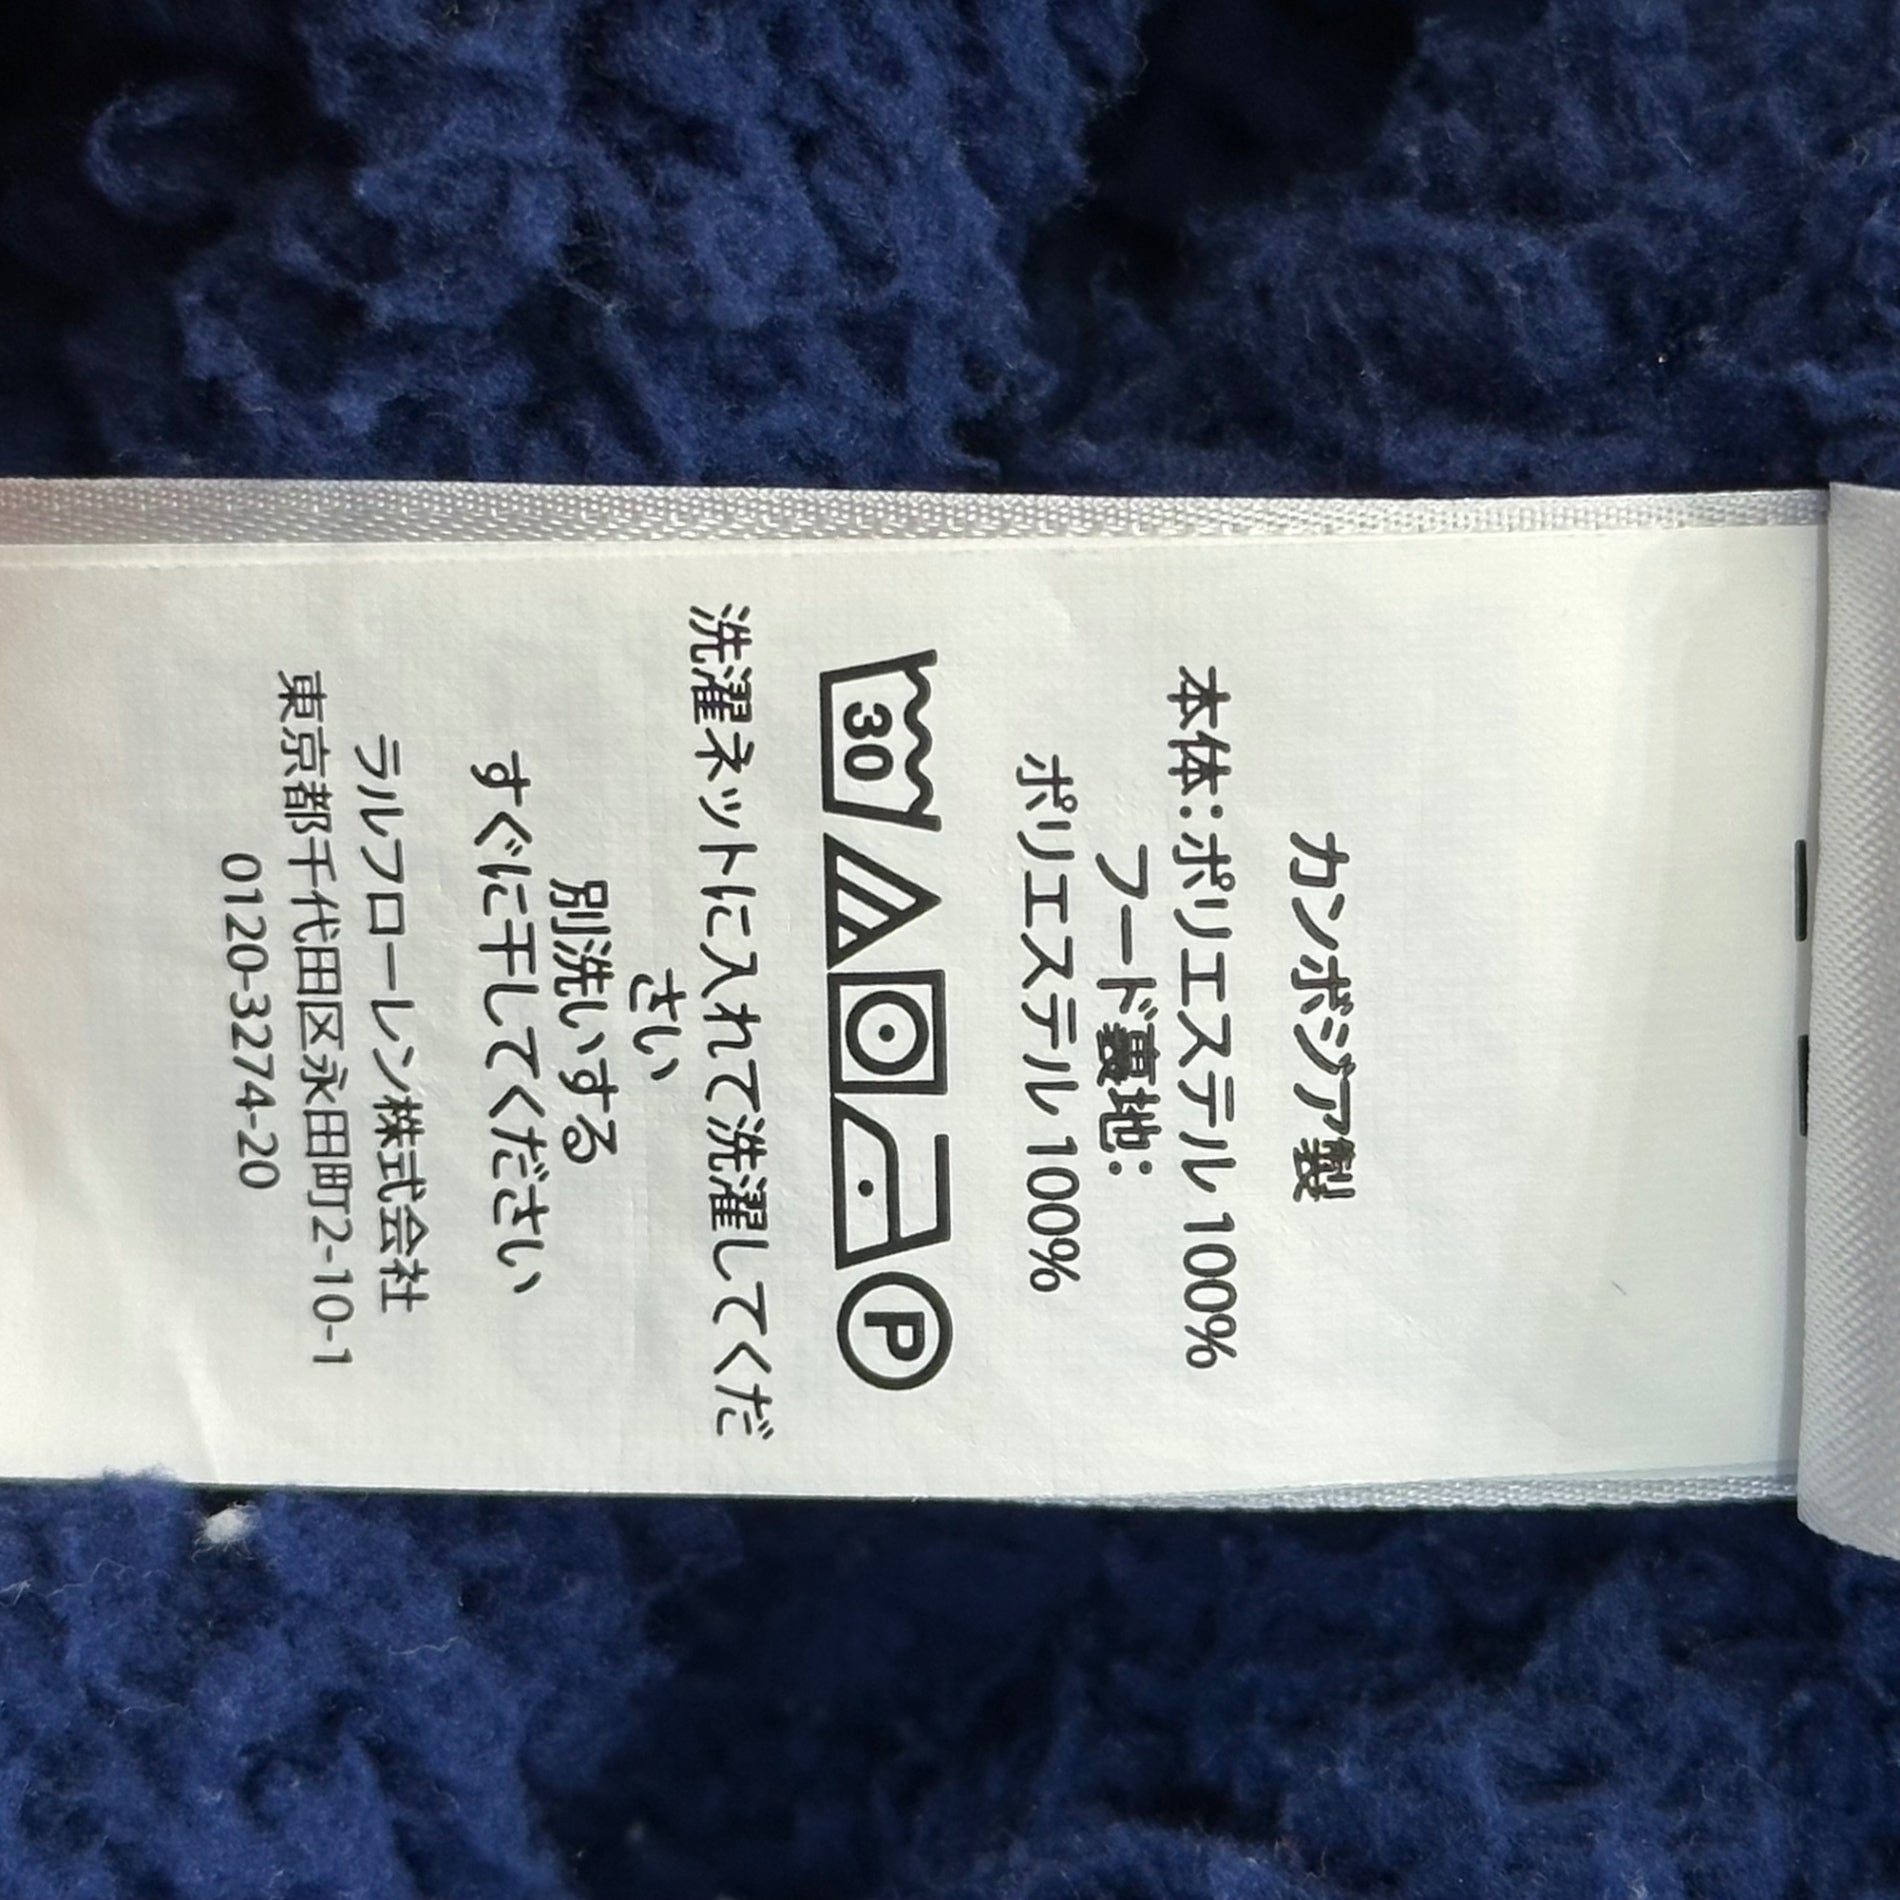 カンボジア製
本体:ポリエステル 100%
フード裏地:
ポリエステル 100%
30 P
洗濯ネットに入れて洗濯してくだ
さい
別洗いする
すぐに干してください
ラルフローレン株式会社
東京都千代田区永田町2-10-1
0120-3274-20